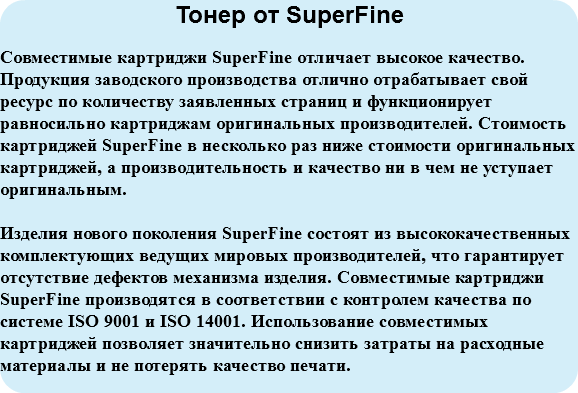 Тонер от SuperFine
Совместимые картриджи SuperFine отличает высокое качество.
Продукция заводского производства отлично отрабатывает свой
ресурс по количеству заявленных страниц и функционирует
равносильно картриджам оригинальных производителей. Стоимость
картриджей SuperFine в несколько раз ниже стоимости оригинальных
картриджей, а производительность и качество ни в чем не уступает
оригинальным.
Изделия нового поколения SuperFine состоят из высококачественных
комплектующих ведущих мировых производителей, что гарантирует
отсутствие дефектов механизма изделия. Совместимые картриджи
SuperFine производятся в соответствии с контролем качества по
системе ISO 9001 и ISO 14001. Использование совместимых
картриджей позволяет значительно снизить затраты на расходные
материалы и не потерять качество печати.